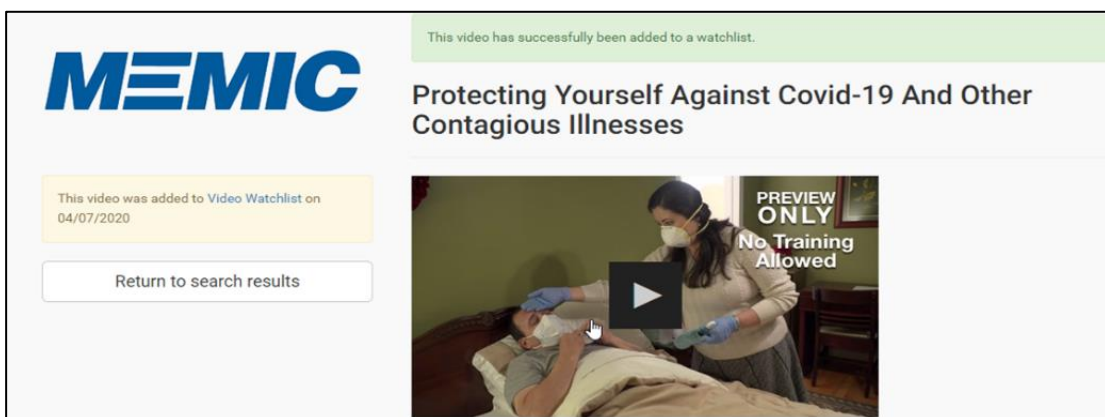 MEMIC
This video has successfully been added to a watchlist.
Protecting Yourself Against Covid-19 And Other
Contagious Illnesses
This video was added to Video Watchlist on
04/07/2020
Return to search results
PREVIEW
ONLY
No Training
Allowed